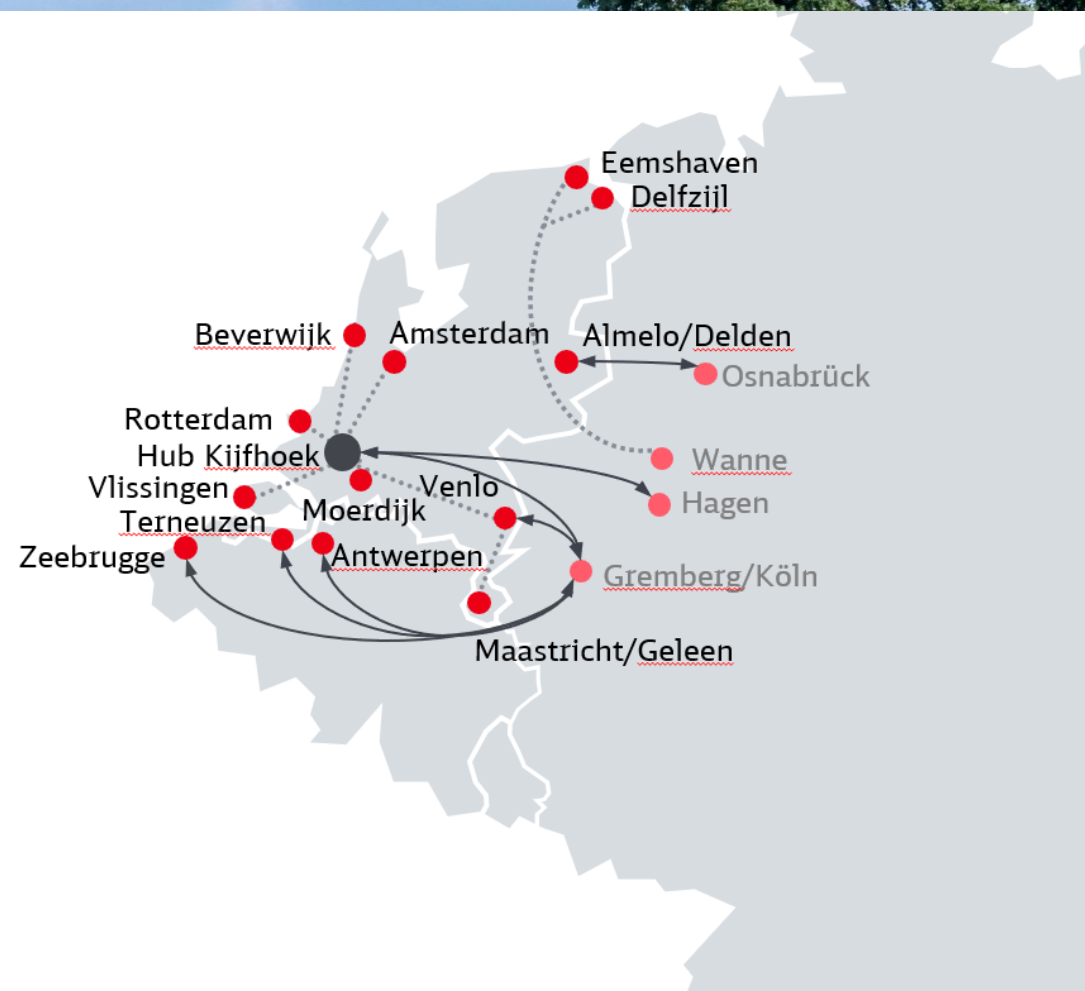 Eemshaven
Delfzijl
Beverwijk
Amsterdam
Almelo/Delden
Osnabrück
Rotterdam
Hub Kijfhoek
Wanne
Vlissingen
Venlo
Hagen
Moerdijk
Terneuzen
Zeebrugge
Antwerpen
Gremberg/Köln
Maastricht/Geleen